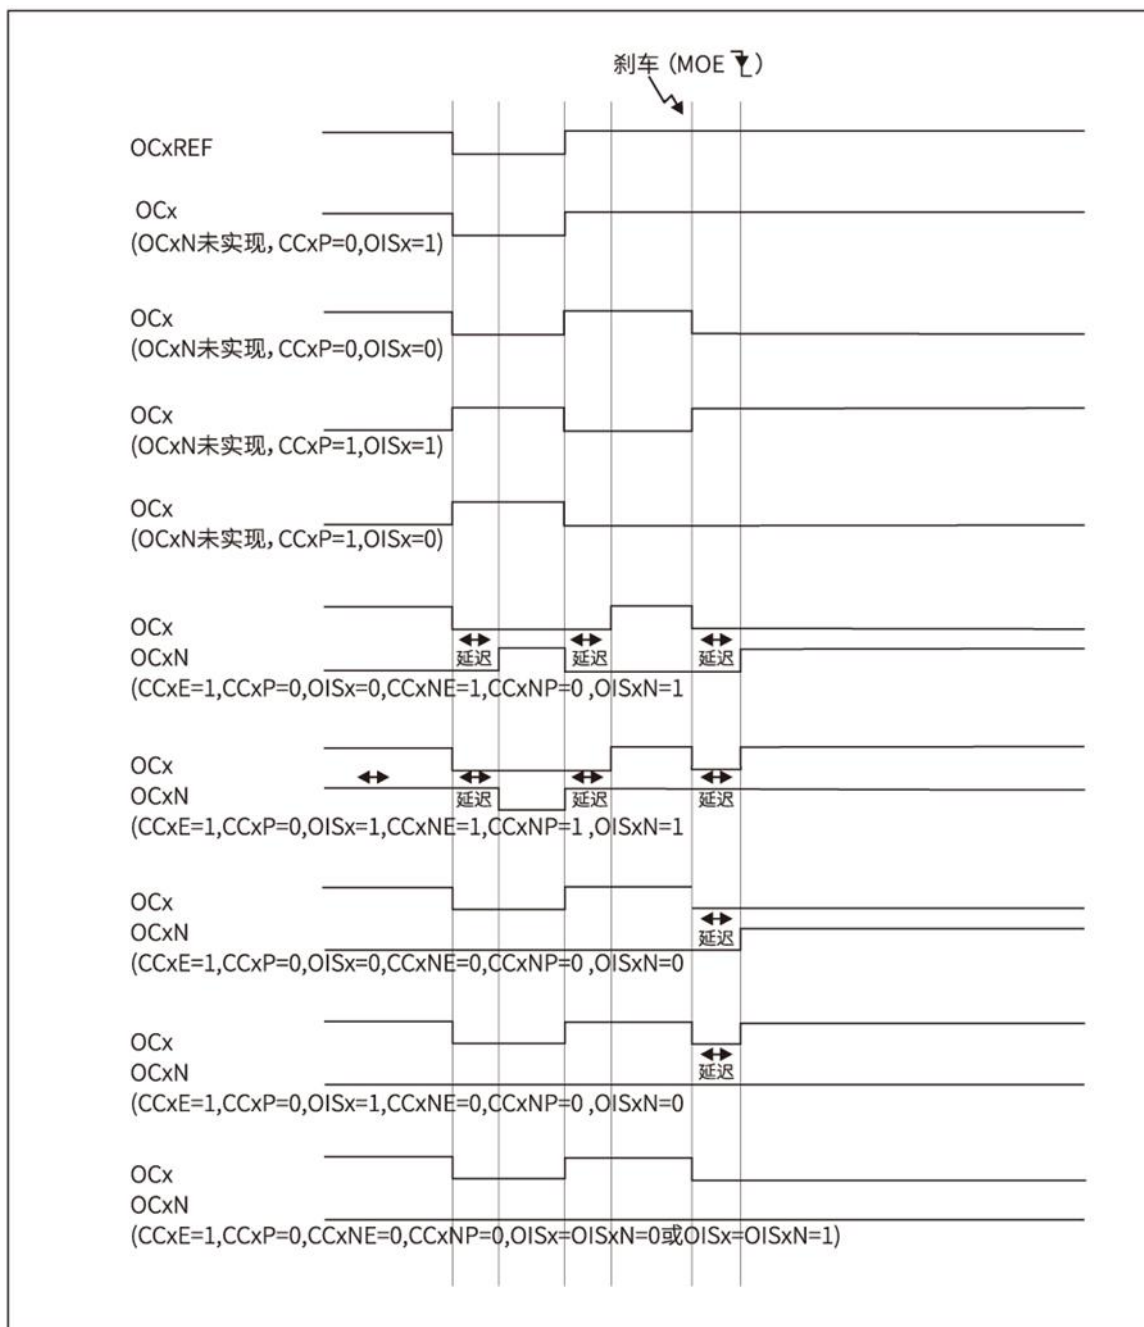 刹车 (MOE )
OCxREF
OCx
(OCxN未实现, CCxP=0,OISx=1)
OCx
(OCxN未实现, CCxP=0,OISx=0)
OCx
(OCxN未实现, CCxP=1,OISx=1)
OCx
(OCxN未实现, CCxP=1,OISx=0)
OCx
OCxN 延迟 延迟 延迟
(CCxE=1,CCxP=0,OISx=0,CCxNE=1,CCxNP=0 ,OISxN=1
OCx
OCxN 延迟 延迟 延迟
(CCxE=1,CCxP=0,OISx=1,CCxNE=1,CCxNP=1 ,OISxN=1
OCx
OCxN 延迟
(CCxE=1,CCxP=0,OISx=0,CCxNE=0,CCxNP=0 ,OISxN=0
OCx
OCxN 延迟
(CCxE=1,CCxP=0,OISx=1,CCxNE=0,CCxNP=0 ,OISxN=0
OCx
OCxN
(CCxE=1,CCxP=0,CCxNE=0,CCxNP=0,OISx=OISxN=0或OISx=OISxN=1)